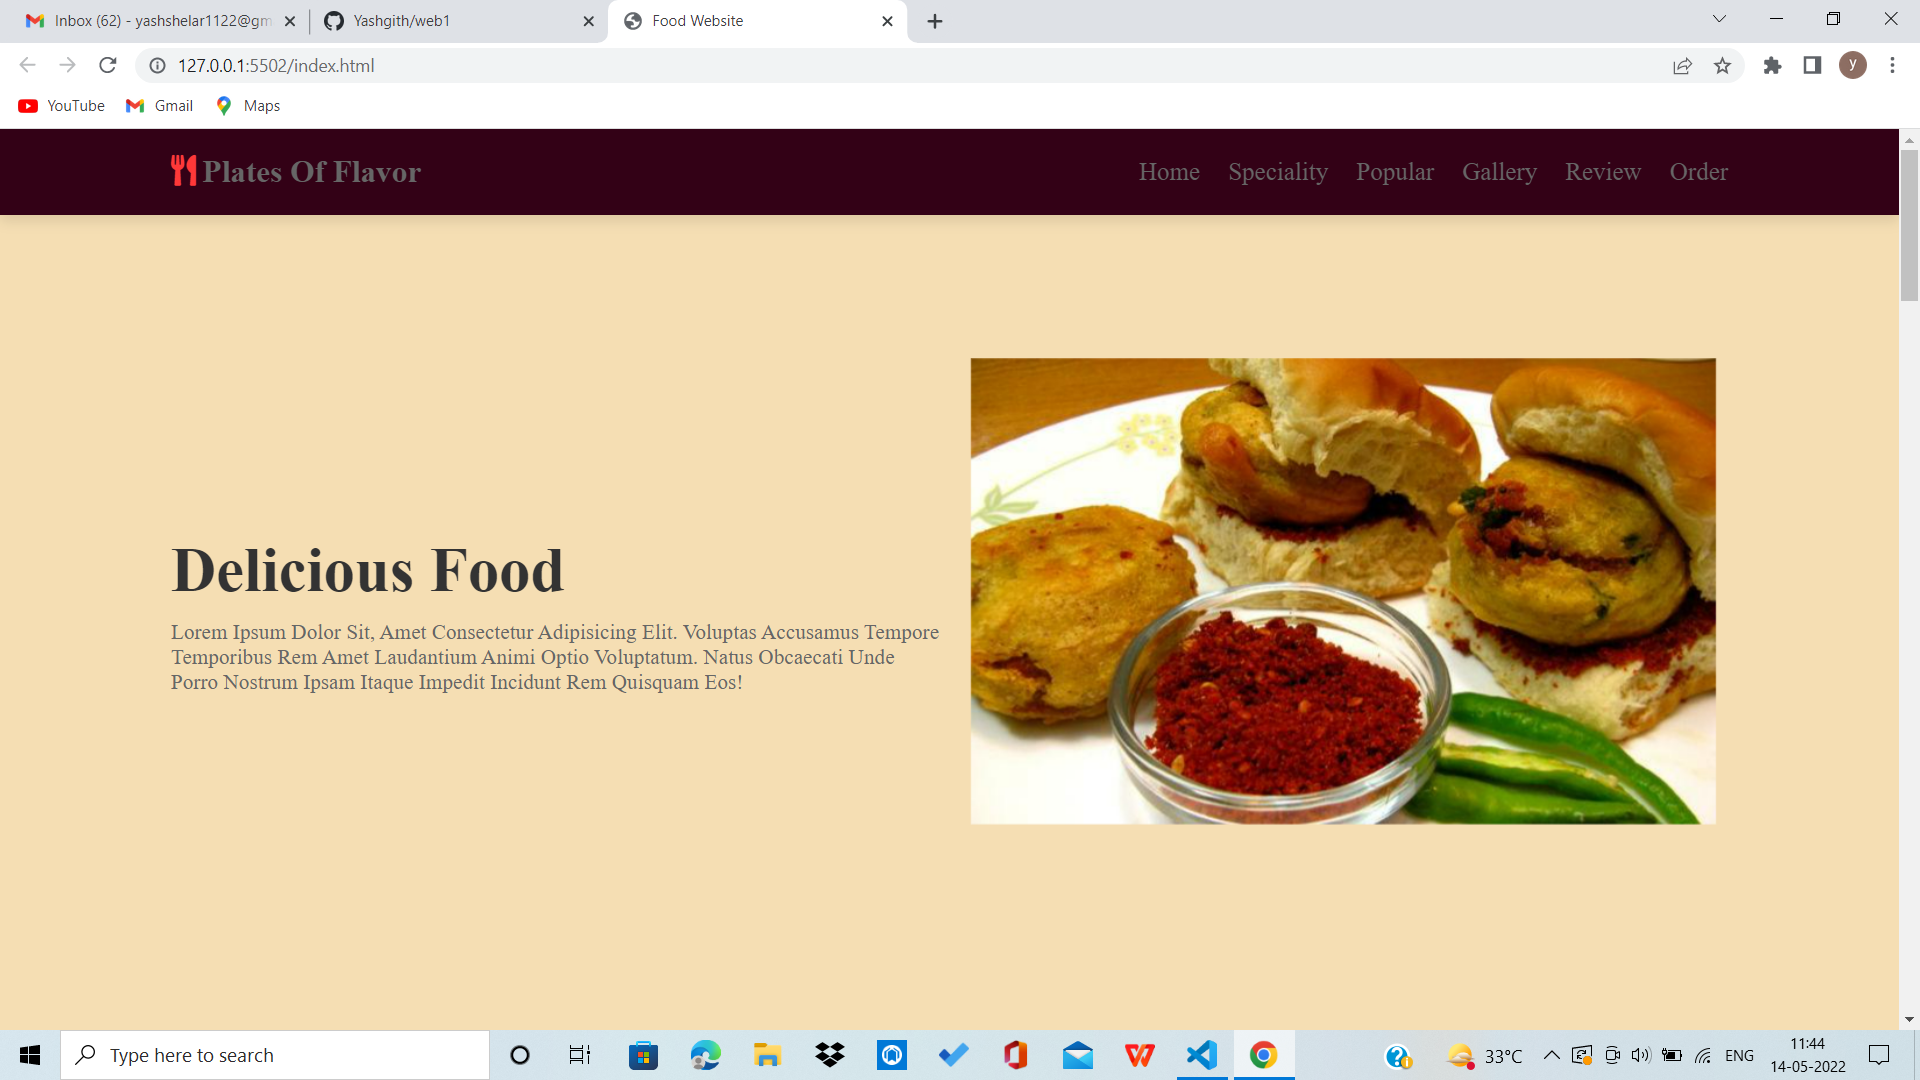 Inbox (62) - yashshelar1122@gm
Yashgith/web1
Food Website
127.0.0.1:5502/index.html
y
YouTube
Gmail
Maps
Plates Of Flavor
Home
Speciality
Popular
Gallery
Review
Order
Delicious Food
Lorem Ipsum Dolor Sit, Amet Consectetur Adipisicing Elit. Voluptas Accusamus Tempore
Temporibus Rem Amet Laudantium Animi Optio Voluptatum. Natus Obcaecati Unde
Porro Nostrum Ipsam Itaque Impedit Incidunt Rem Quisquam Eos!
Type here to search
33°C
ENG
11:44
14-05-2022